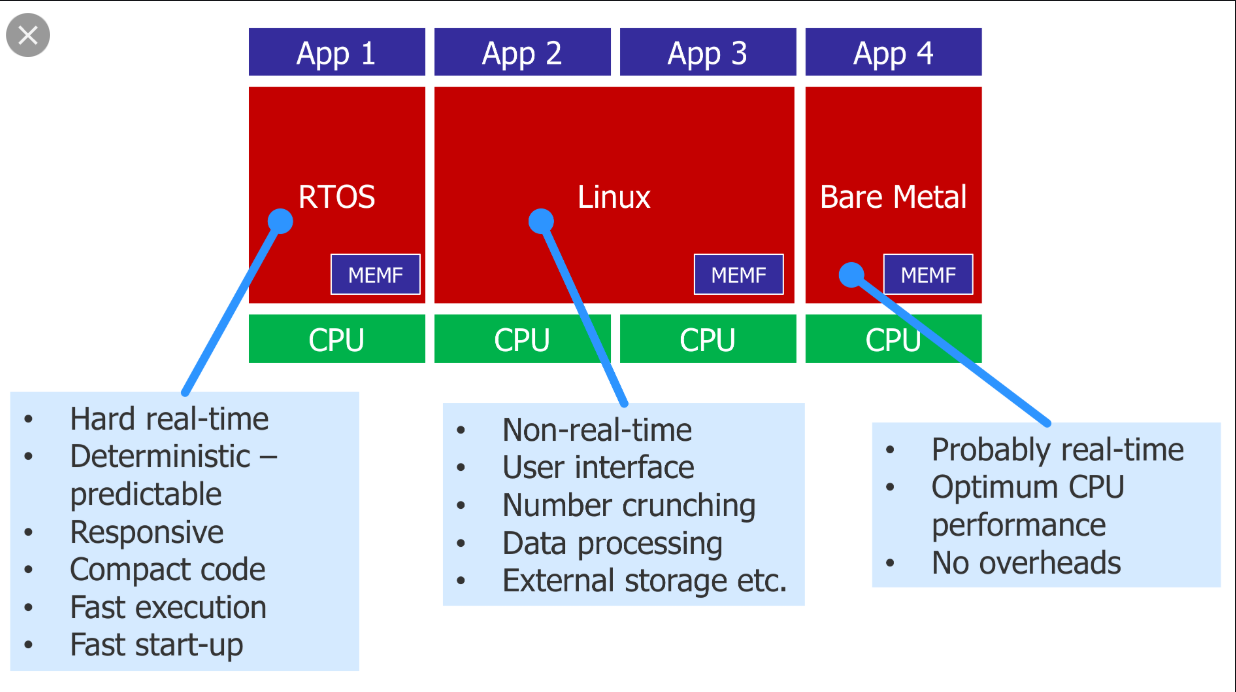 App 1 App 2 App 3 App 4
RTOS Linux Bare Metal
MEMF MEMF MEMF
CPU CPU CPU CPU
• Hard real-time
• Deterministic –
predictable
• Responsive
• Compact code
• Fast execution
• Fast start-up
• Non-real-time
• User interface
• Number crunching
• Data processing
• External storage etc.
• Probably real-time
• Optimum CPU
performance
• No overheads